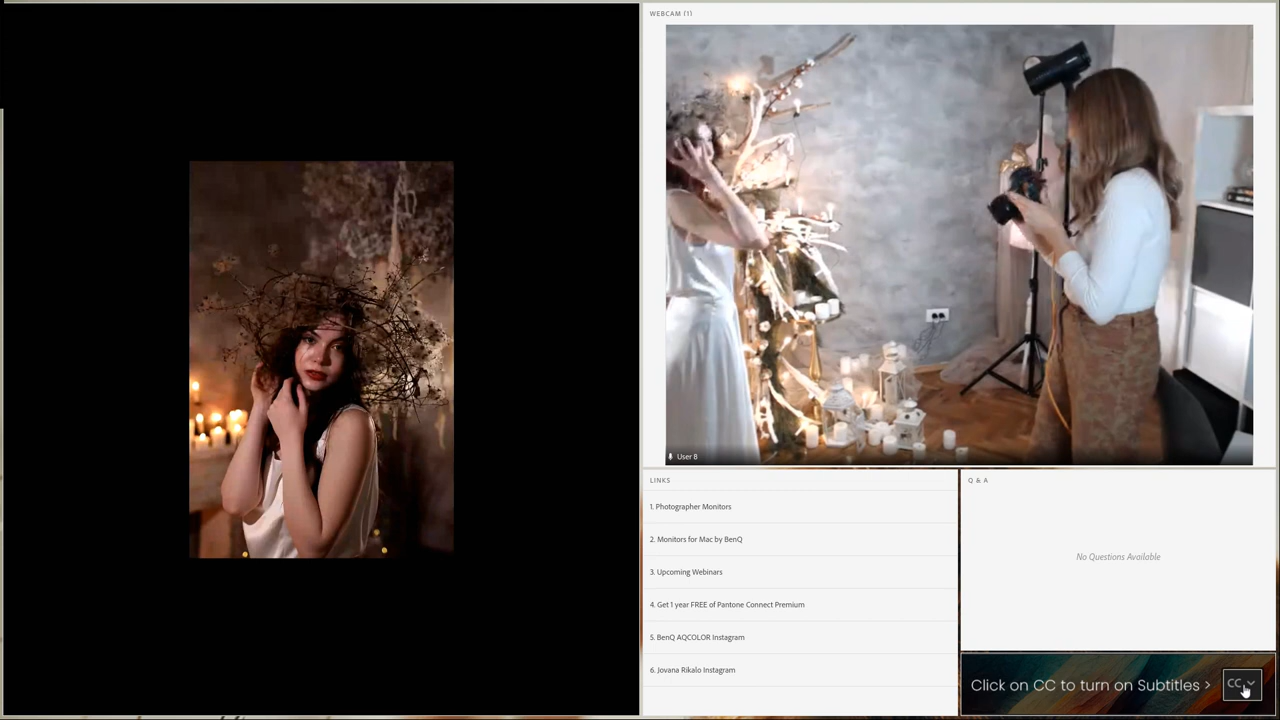 WEBCAM (1)
User 8
LINKS
1. Photographer Monitors
2. Monitors for Mac by BenQ
3. Upcoming Webinars
4. Get 1 year FREE of Pantone Connect Premium
5. BenQ AQCOLOR Instagram
6. Jovana Rikalo Instagram
Q & A
No Questions Available
Click on CC to turn on Subtitles >
CC